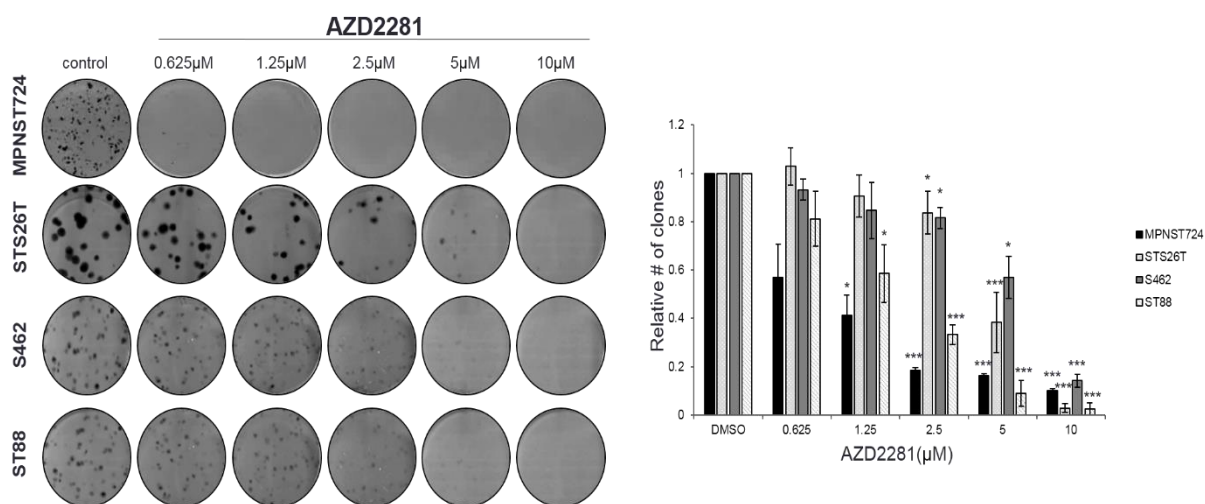 AZD2281
control 0.625µM 1.25µM 2.5µM 5µM 10µM
MPNST724
STS26T
S462
ST88
Relative # of clones
1.2
1
0.8
0.6
0.4
0.2
0
* *
* * *
*** *** *** ***
*** *** *** *** ***
DMSO 0.625 1.25 2.5 5 10
AZD2281(µM)
MPNST724
STS26T
S462
ST88